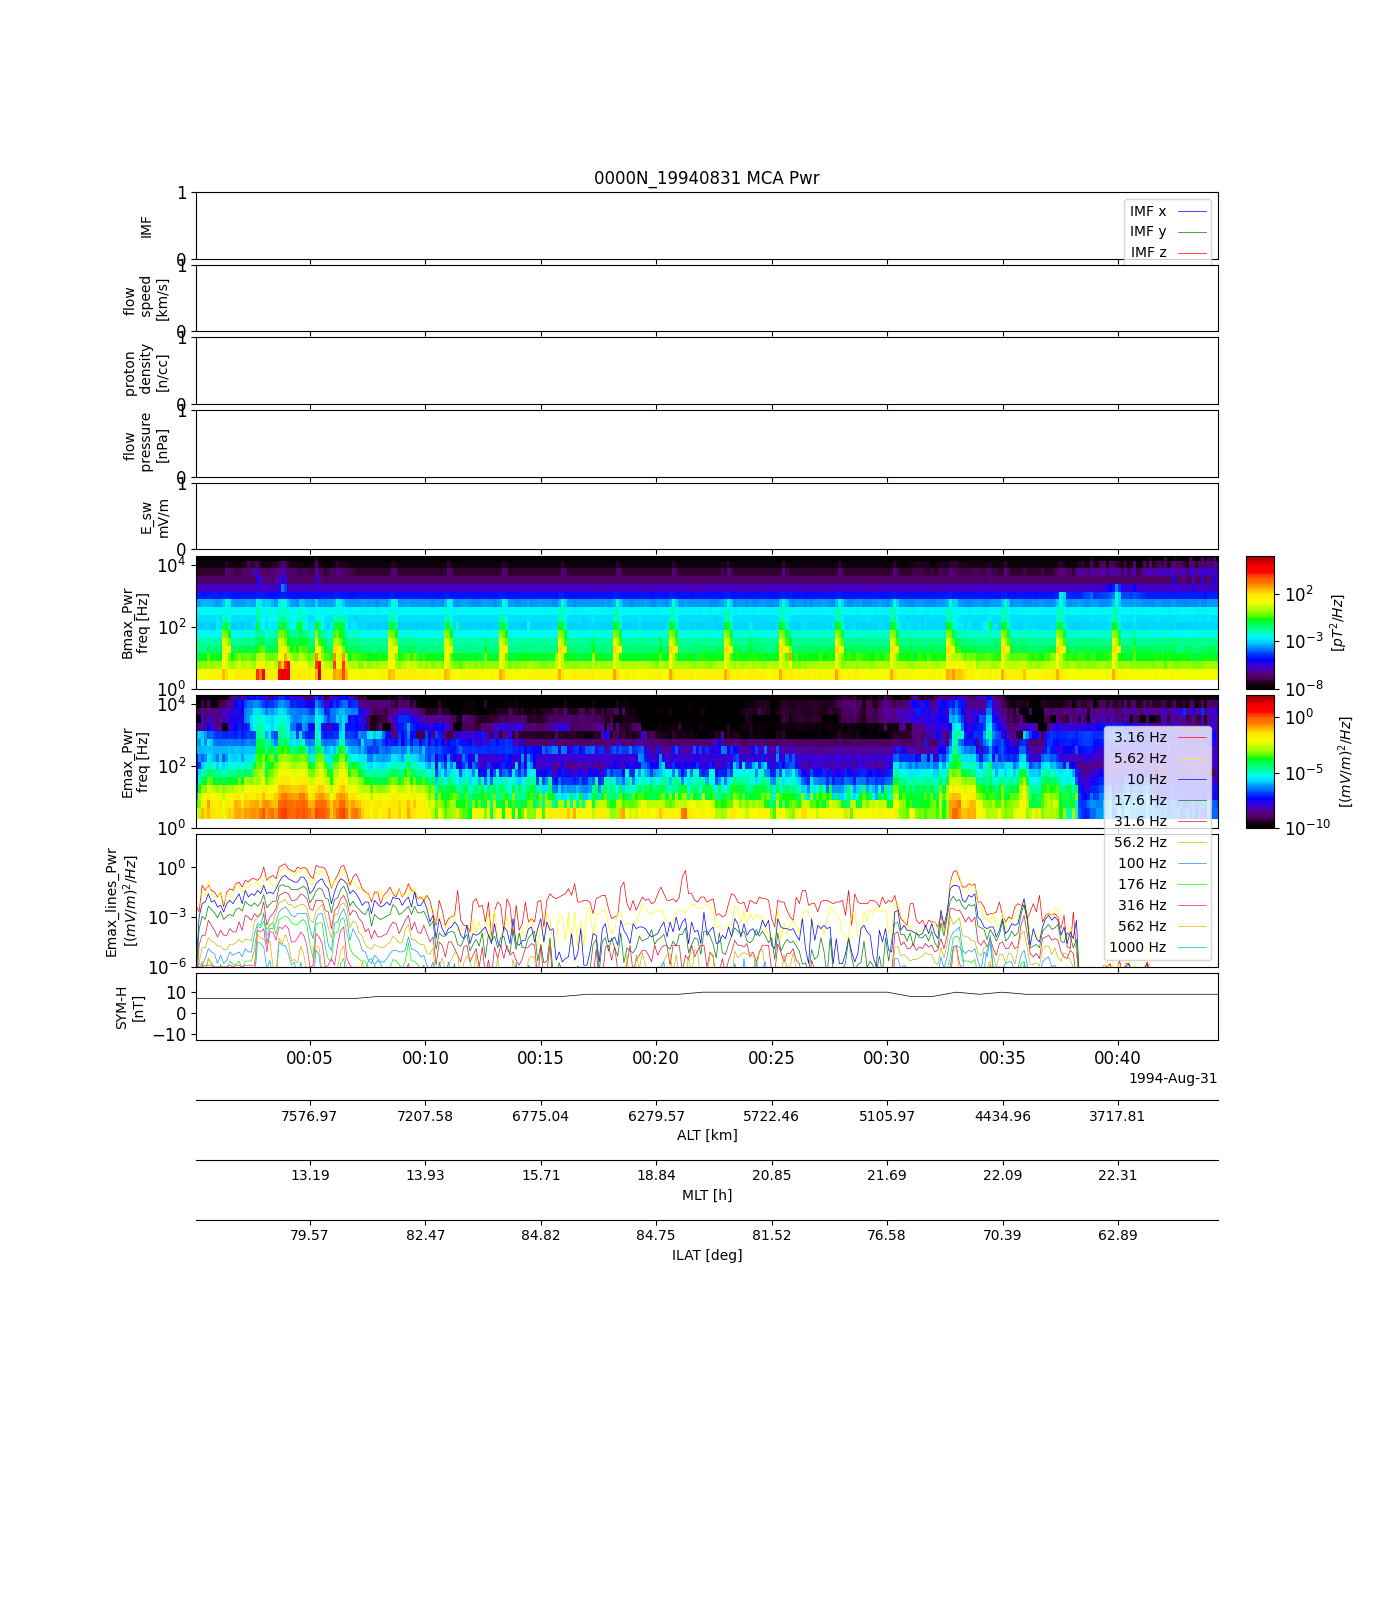 0000N_19940831 MCA Pwr
1
IMF
0
IMF x
IMF y
IMF z
1
flow
speed
[km/s]
0
1
proton
density
[n/cc]
0
1
flow
pressure
[nPa]
0
1
E_sw
mV/m
0
10^4
Bmax_Pwr
freq [Hz]
10^2
10^0
10^2
10^-3
10^-8
[pT^2/Hz]
10^4
Emax_Pwr
freq [Hz]
10^2
10^0
10^0
10^-5
10^-10
[(mV/m)^2/Hz]
3.16 Hz
5.62 Hz
10 Hz
17.6 Hz
31.6 Hz
56.2 Hz
100 Hz
176 Hz
316 Hz
562 Hz
1000 Hz
10^0
Emax_lines_Pwr
[(mV/m)^2/Hz]
10^-3
10^-6
SYM-H
[nT]
10
0
−10
00:05 00:10 00:15 00:20 00:25 00:30 00:35 00:40
1994-Aug-31
7576.97 7207.58 6775.04 6279.57 5722.46 5105.97 4434.96 3717.81
ALT [km]
13.19 13.93 15.71 18.84 20.85 21.69 22.09 22.31
MLT [h]
79.57 82.47 84.82 84.75 81.52 76.58 70.39 62.89
ILAT [deg]